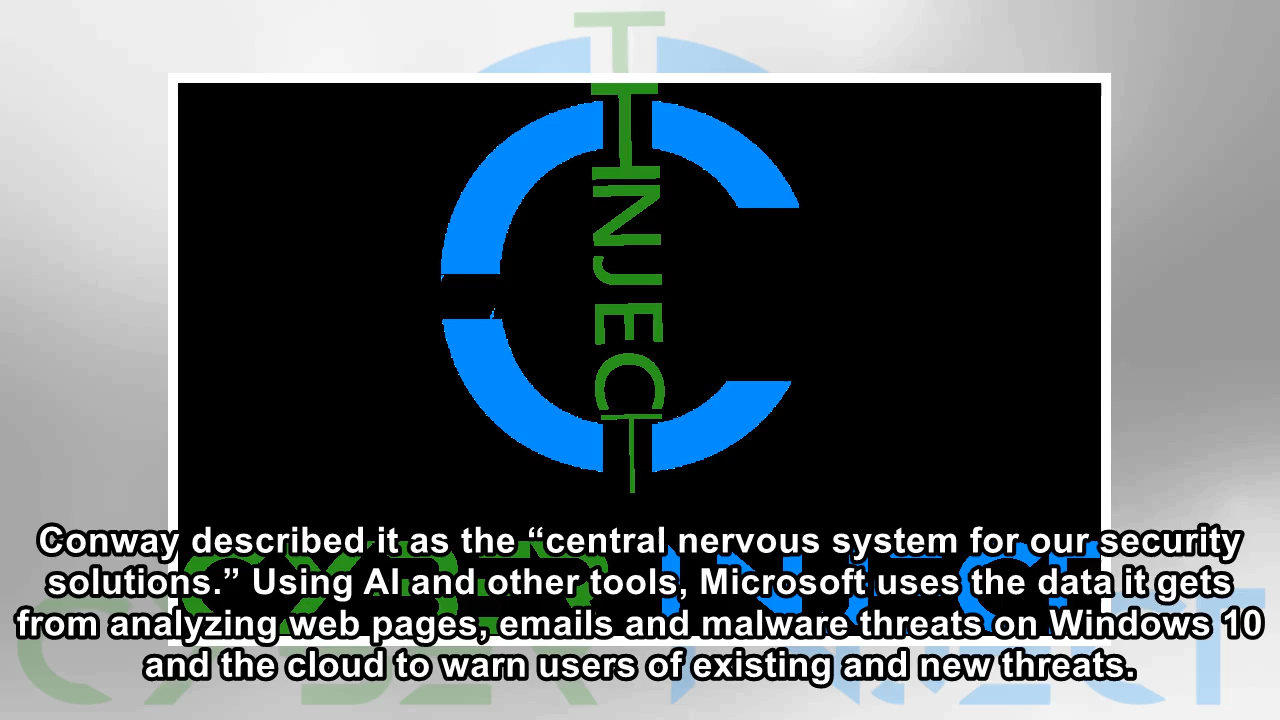 INJECT
CYBER INJECT
Conway described it as the “central nervous system for our security
solutions.” Using AI and other tools, Microsoft uses the data it gets
from analyzing web pages, emails and malware threats on Windows 10
and the cloud to warn users of existing and new threats.